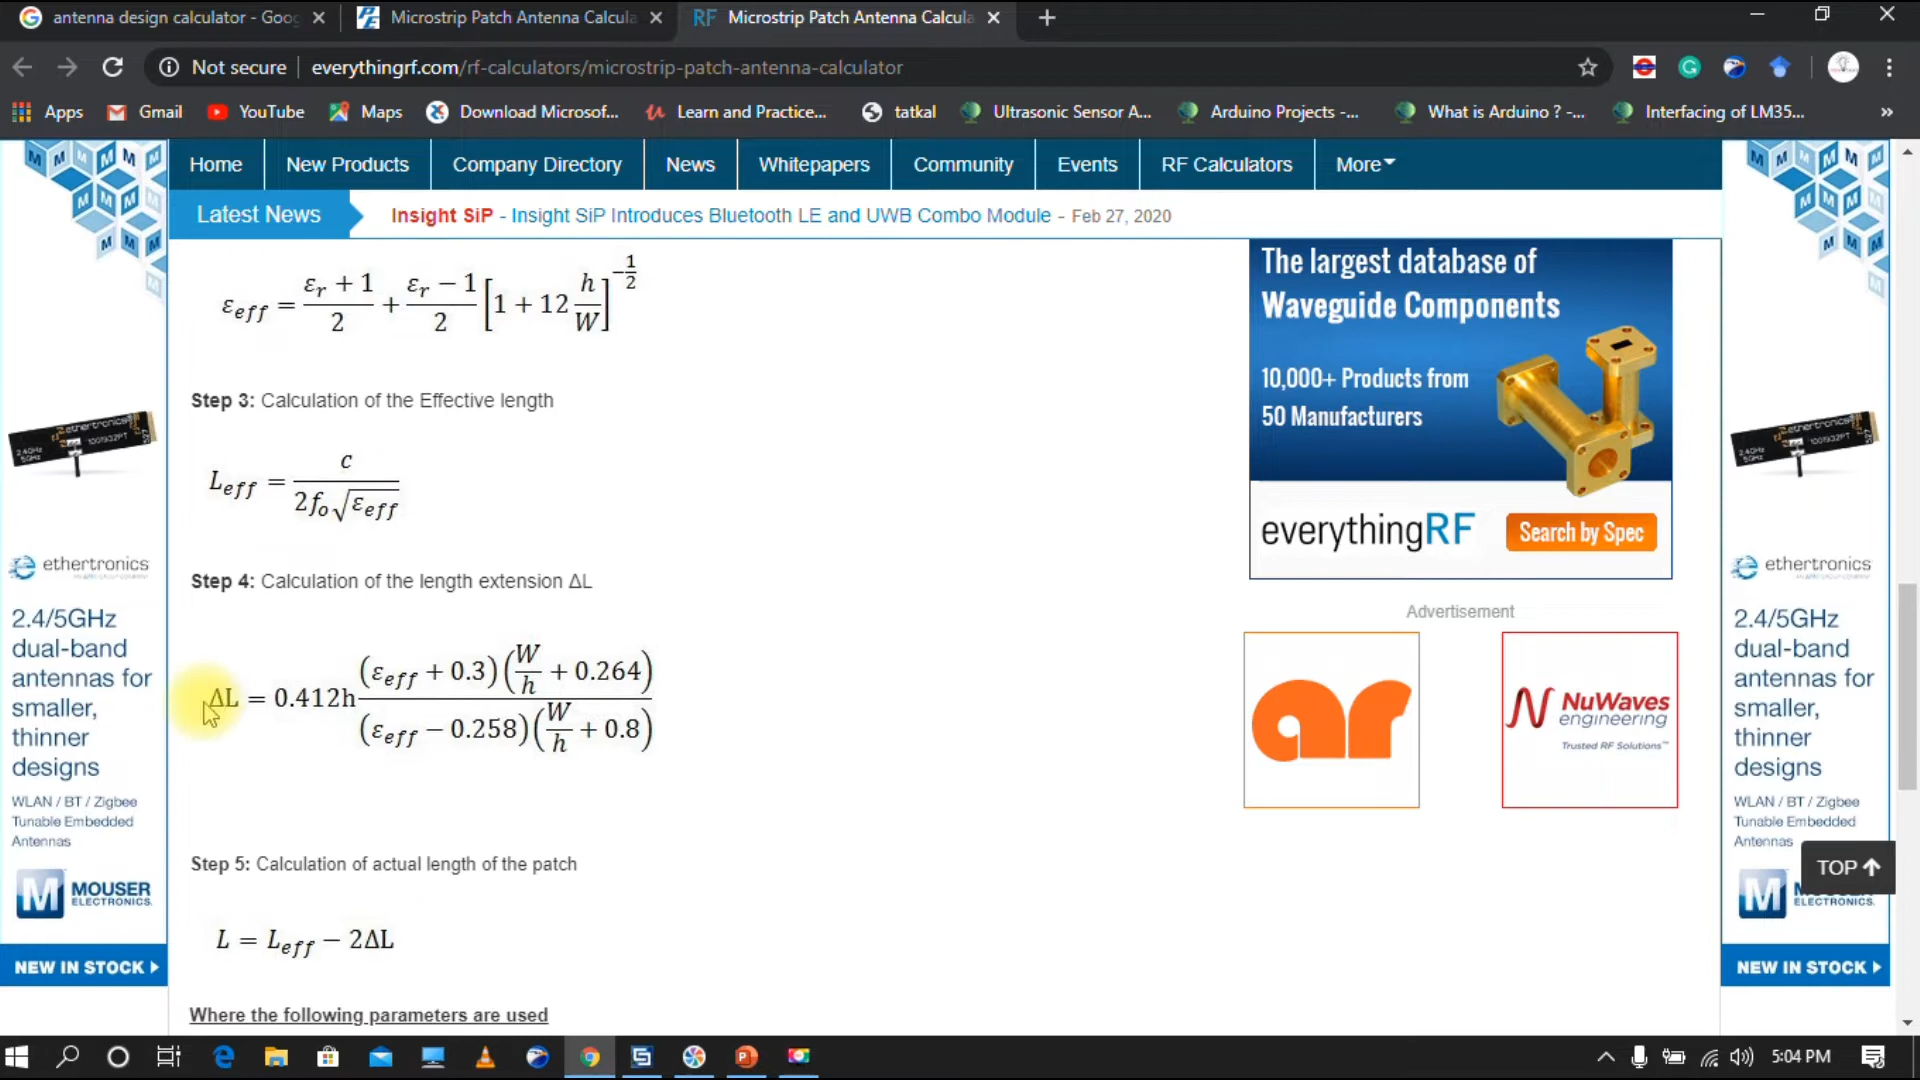 antenna design calculator - Goo
Microstrip Patch Antenna Calcula
RF Microstrip Patch Antenna Calcula
Not secure everythingrf.com/rf-calculators/microstrip-patch-antenna-calculator
Apps Gmail YouTube Maps Download Microsof... Learn and Practice... tatkal Ultrasonic Sensor A... Arduino Projects -... What is Arduino ? -... Interfacing of LM35... »
Home New Products Company Directory News Whitepapers Community Events RF Calculators More
Latest News Insight SiP - Insight SiP Introduces Bluetooth LE and UWB Combo Module - Feb 27, 2020
ε_eff = (ε_r + 1)/2 + (ε_r − 1)/2 [1 + 12 h/W]^(−1/2)
Step 3: Calculation of the Effective length
L_eff = c/(2f_o√ε_eff)
Step 4: Calculation of the length extension ΔL
ΔL = 0.412h (ε_eff + 0.3)(W/h + 0.264)/(ε_eff − 0.258)(W/h + 0.8)
Step 5: Calculation of actual length of the patch
L = L_eff − 2ΔL
Where the following parameters are used
The largest database of
Waveguide Components
10,000+ Products from
50 Manufacturers
everythingRF Search by Spec
Advertisement
ar
NuWaves
engineering
Trusted RF Solutions™
ethertronics
2.4/5GHz
dual-band
antennas for
smaller,
thinner
designs
WLAN / BT / Zigbee
Tunable Embedded
Antennas
M MOUSER
ELECTRONICS
NEW IN STOCK
ethertronics
2.4/5GHz
dual-band
antennas for
smaller,
thinner
designs
WLAN / BT / Zigbee
Tunable Embedded
Antennas
TOP
M
ELECTRONICS
NEW IN STOCK
5:04 PM